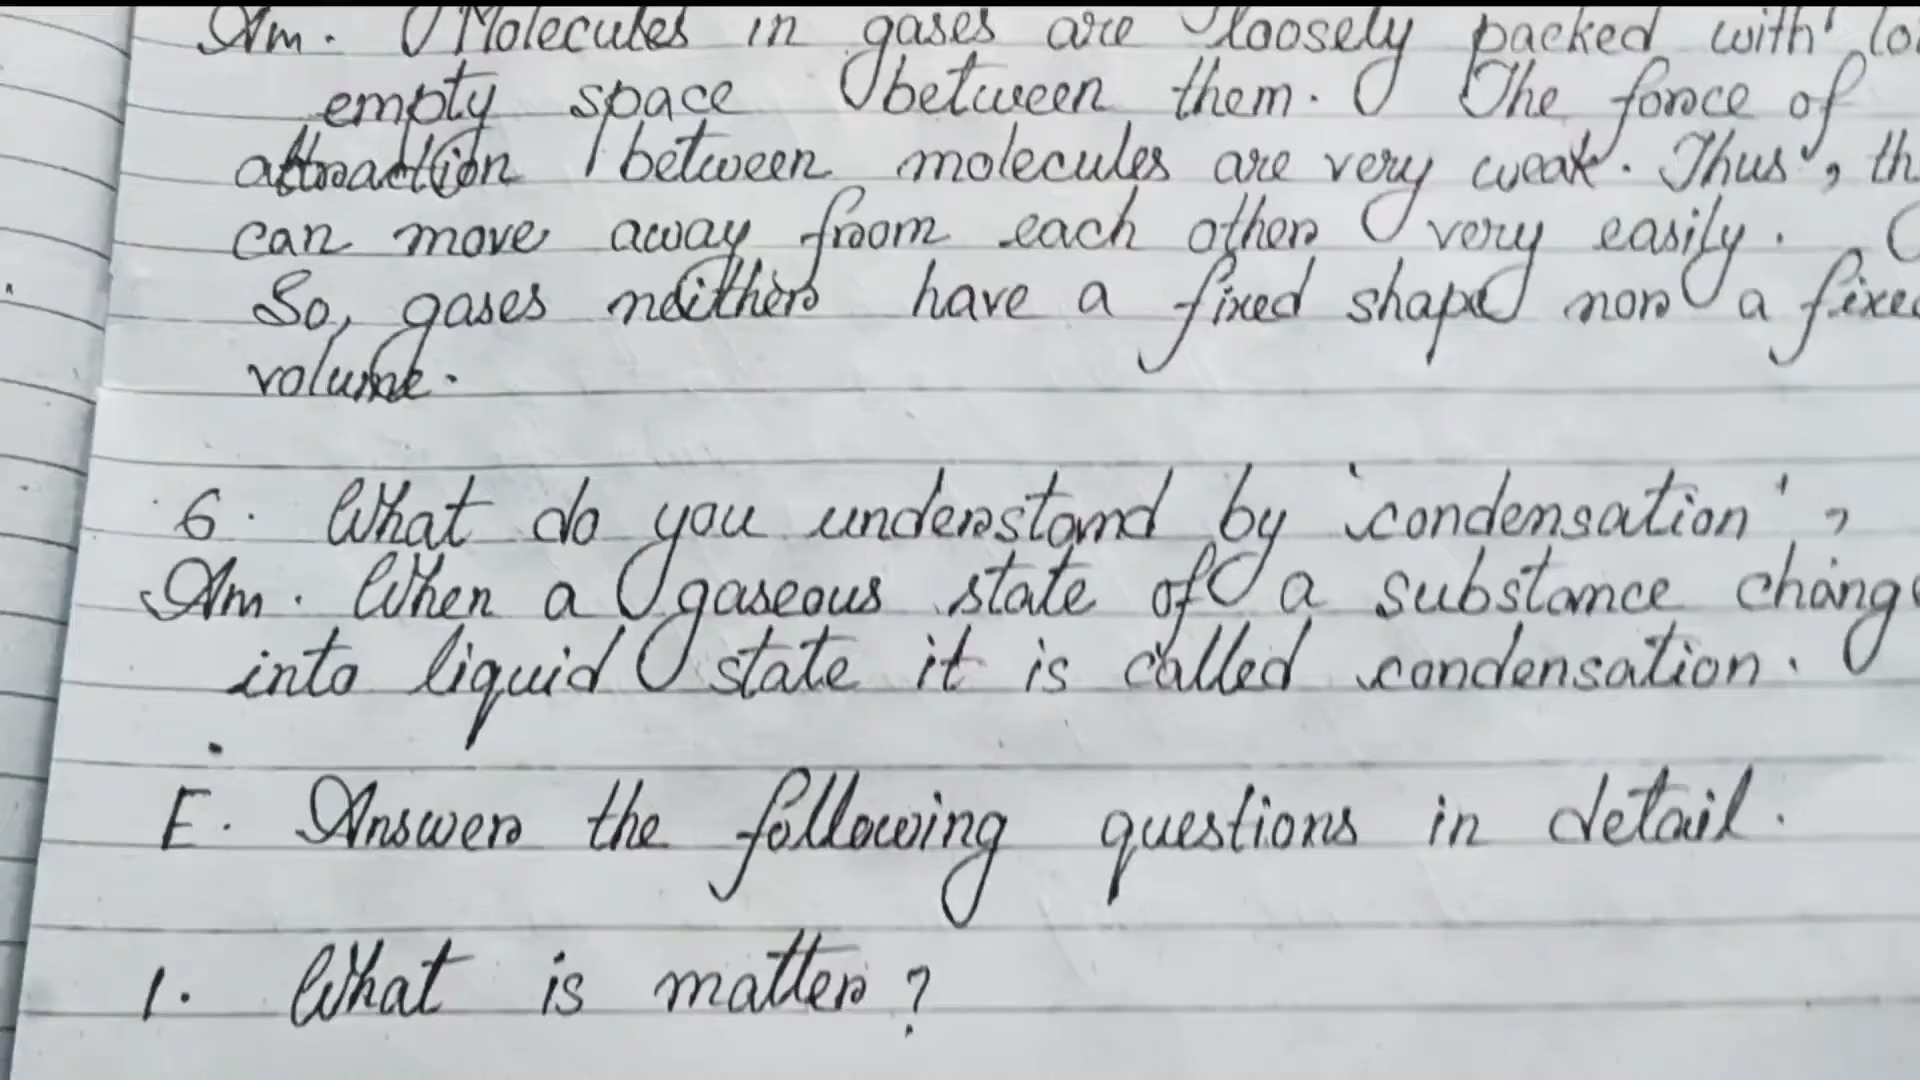 Ans. Molecules in gases are loosely packed with
empty space between them. The force of
attraction between molecules are very weak. Thus,
can move away from each other very easily.
So, gases neither have a fixed shape nor a fixed
volume.
6. What do you understand by 'condensation',
Ans. When a gaseous state of a substance change
into liquid state it is called condensation.
E. Answer the following questions in detail.
1. What is matter?